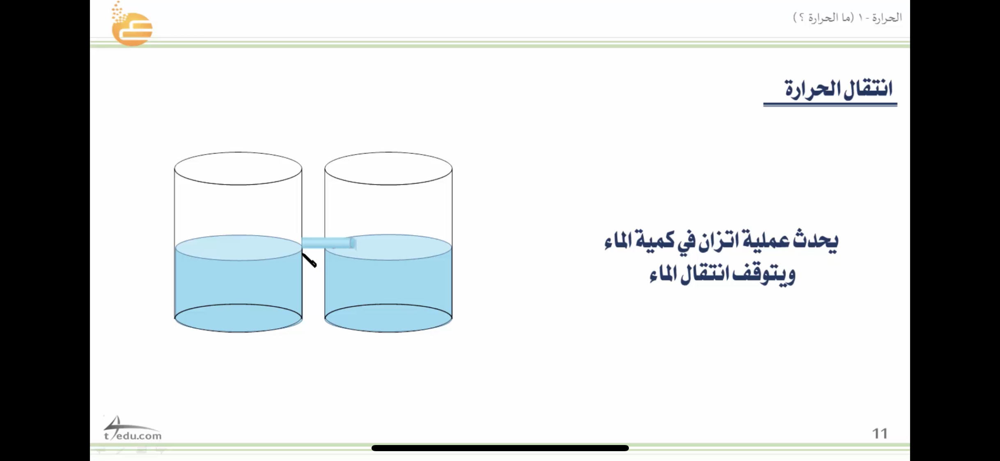 الحرارة - ١ (ما الحرارة ؟)
انتقال الحرارة
يحدث عملية اتزان في كمية الماء
ويتوقف انتقال الماء
t4edu.com
11